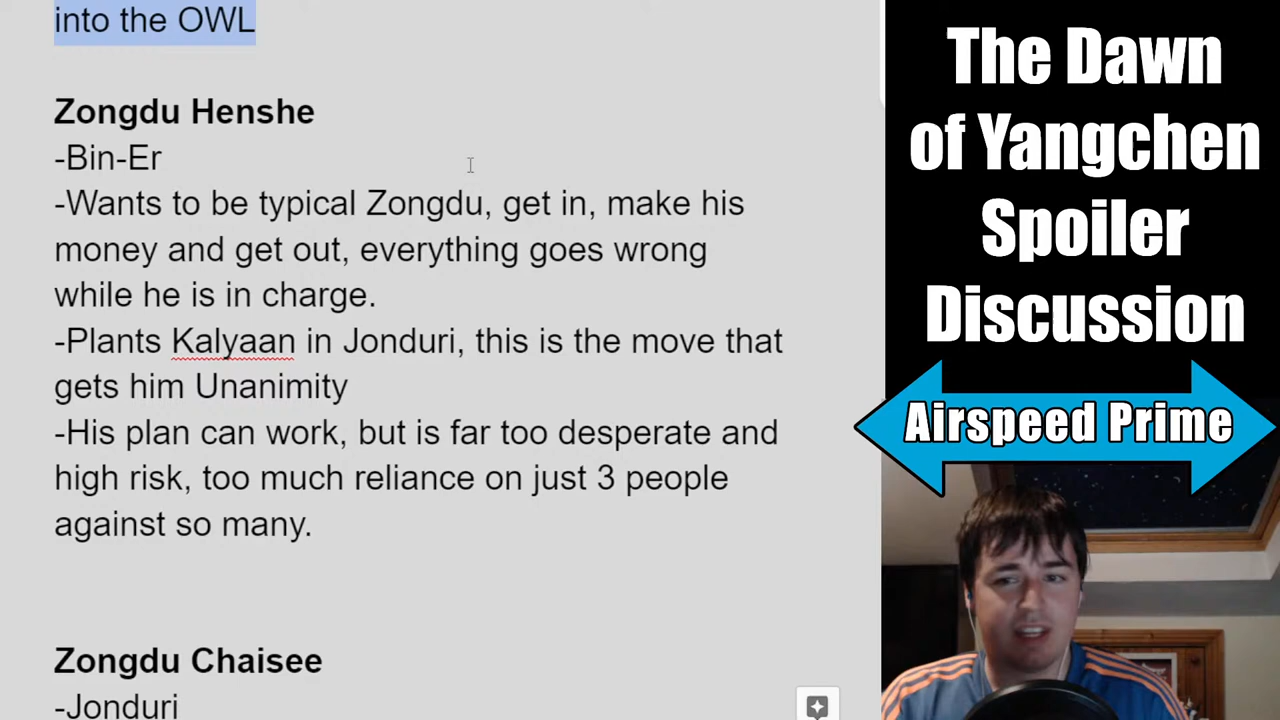 into the OWL
Zongdu Henshe
-Bin-Er
-Wants to be typical Zongdu, get in, make his
money and get out, everything goes wrong
while he is in charge.
-Plants Kalyaan in Jonduri, this is the move that
gets him Unanimity
-His plan can work, but is far too desperate and
high risk, too much reliance on just 3 people
against so many.
Zongdu Chaisee
-Jonduri
The Dawn
of Yangchen
Spoiler
Discussion
Airspeed Prime